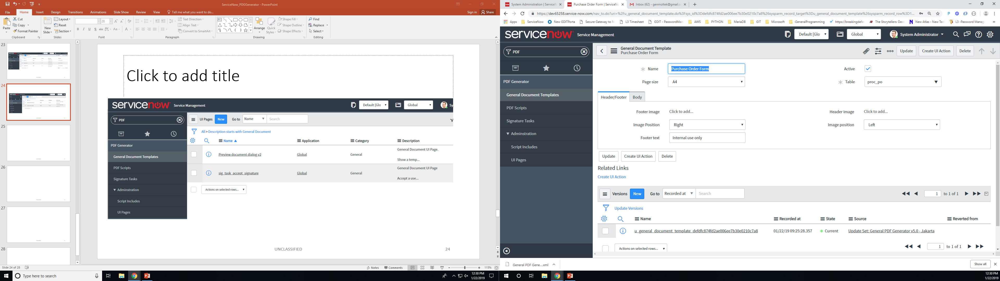 ServiceNow_PDGGenerator - PowerPoint
File Home Insert Design Transitions Animations Slide Show Review View Tell me what you want to do... Sign in Share
Paste Cut Copy Format Painter
New Slide Layout Reset Section
28
B I U S abc AV Aa A
Text Direction Align Text Convert to SmartArt
Arrange Quick Styles Shape Fill Shape Outline Shape Effects
Find Replace Select
Clipboard Slides Font Paragraph Drawing Editing
23
24
25
26
27
28
Click to add title
servicenow Service Management Default [Glo Global Sy
PDF
UI Pages New Go to Name Search
All > Description starts with General Document
Name Application Category Description
PDF Generator
General Document Templates
PDF Scripts
Signature Tasks
Adminstration
Script Includes
UI Pages
Preview document dialog v2 Global General General Document UI Page.
Show a temp...
sig_task_accept_signature Global General General Document UI Page
Accept a use...
Actions on selected rows...
UNCLASSIFIED 24
Slide 24 of 28 Notes Comments 115%
Type here to search
12:30 PM
1/22/2019
System Administration | ServiceN
Purchase Order Form | ServiceNo
Inbox (62) - genmoltek@gmail.c
https://dev65258.service-now.com/nav_to.do?uri=%2Fu_general_document_template.do%3Fsys_id%3Ddefdfc874fd2ae006ee7b30e0210c7a8%26sysparm_record_target%3Du_general_document_template%26sysparm_record_row%3D1...
Apps ServiceNow New GDITPorta Secure Gateway to N L3 Timesheet GDIT - PasswordMan AWS PYTHON MariaDB GIT Microsoft GeneralProgramming https://breakingdefe The Storytellers: Dece New Atlas - New Tec L3 -Password Manag
servicenow Service Management Default [Glo Global System Administrator
PDF
General Document Template
Purchase Order Form
Update Create UI Action Delete
PDF Generator
General Document Templates
PDF Scripts
Signature Tasks
Adminstration
Script Includes
UI Pages
Name Purchase Order Form Active
Page size A4 Table proc_po
Header/Footer Body
Footer image Click to add... Header image Click to add...
Image Position Right Image position Left
Footer text Internal use only
Update Create UI Action Delete
Related Links
Create UI Action
Versions New Go to Recorded at Search 1 to 1 of 1
Update Versions
Name Recorded at State Source Reverted from
u_general_document_template_defdfc874fd2ae006ee7b30e0210c7a8 01/22/19 09:25:28.357 Current Update Set: General PDF Generator v5.0 - Jakarta
Actions on selected rows... 1 to 1 of 1
General PDF Gene....xml Show all
12:30 PM
1/22/2019